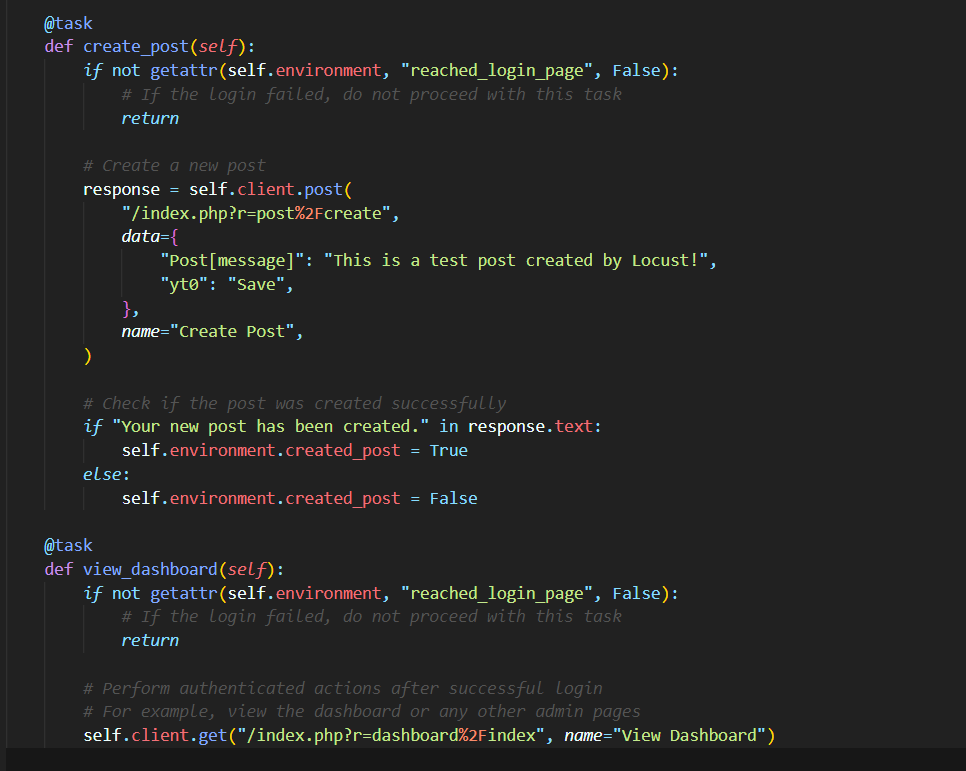 @task
def create_post(self):
    if not getattr(self.environment, "reached_login_page", False):
        # If the login failed, do not proceed with this task
        return
    # Create a new post
    response = self.client.post(
        "/index.php?r=post%2Fcreate",
        data={
            "Post[message]": "This is a test post created by Locust!",
            "yt0": "Save",
        },
        name="Create Post",
    )
    # Check if the post was created successfully
    if "Your new post has been created." in response.text:
        self.environment.created_post = True
    else:
        self.environment.created_post = False
@task
def view_dashboard(self):
    if not getattr(self.environment, "reached_login_page", False):
        # If the login failed, do not proceed with this task
        return
    # Perform authenticated actions after successful login
    # For example, view the dashboard or any other admin pages
    self.client.get("/index.php?r=dashboard%2Findex", name="View Dashboard")